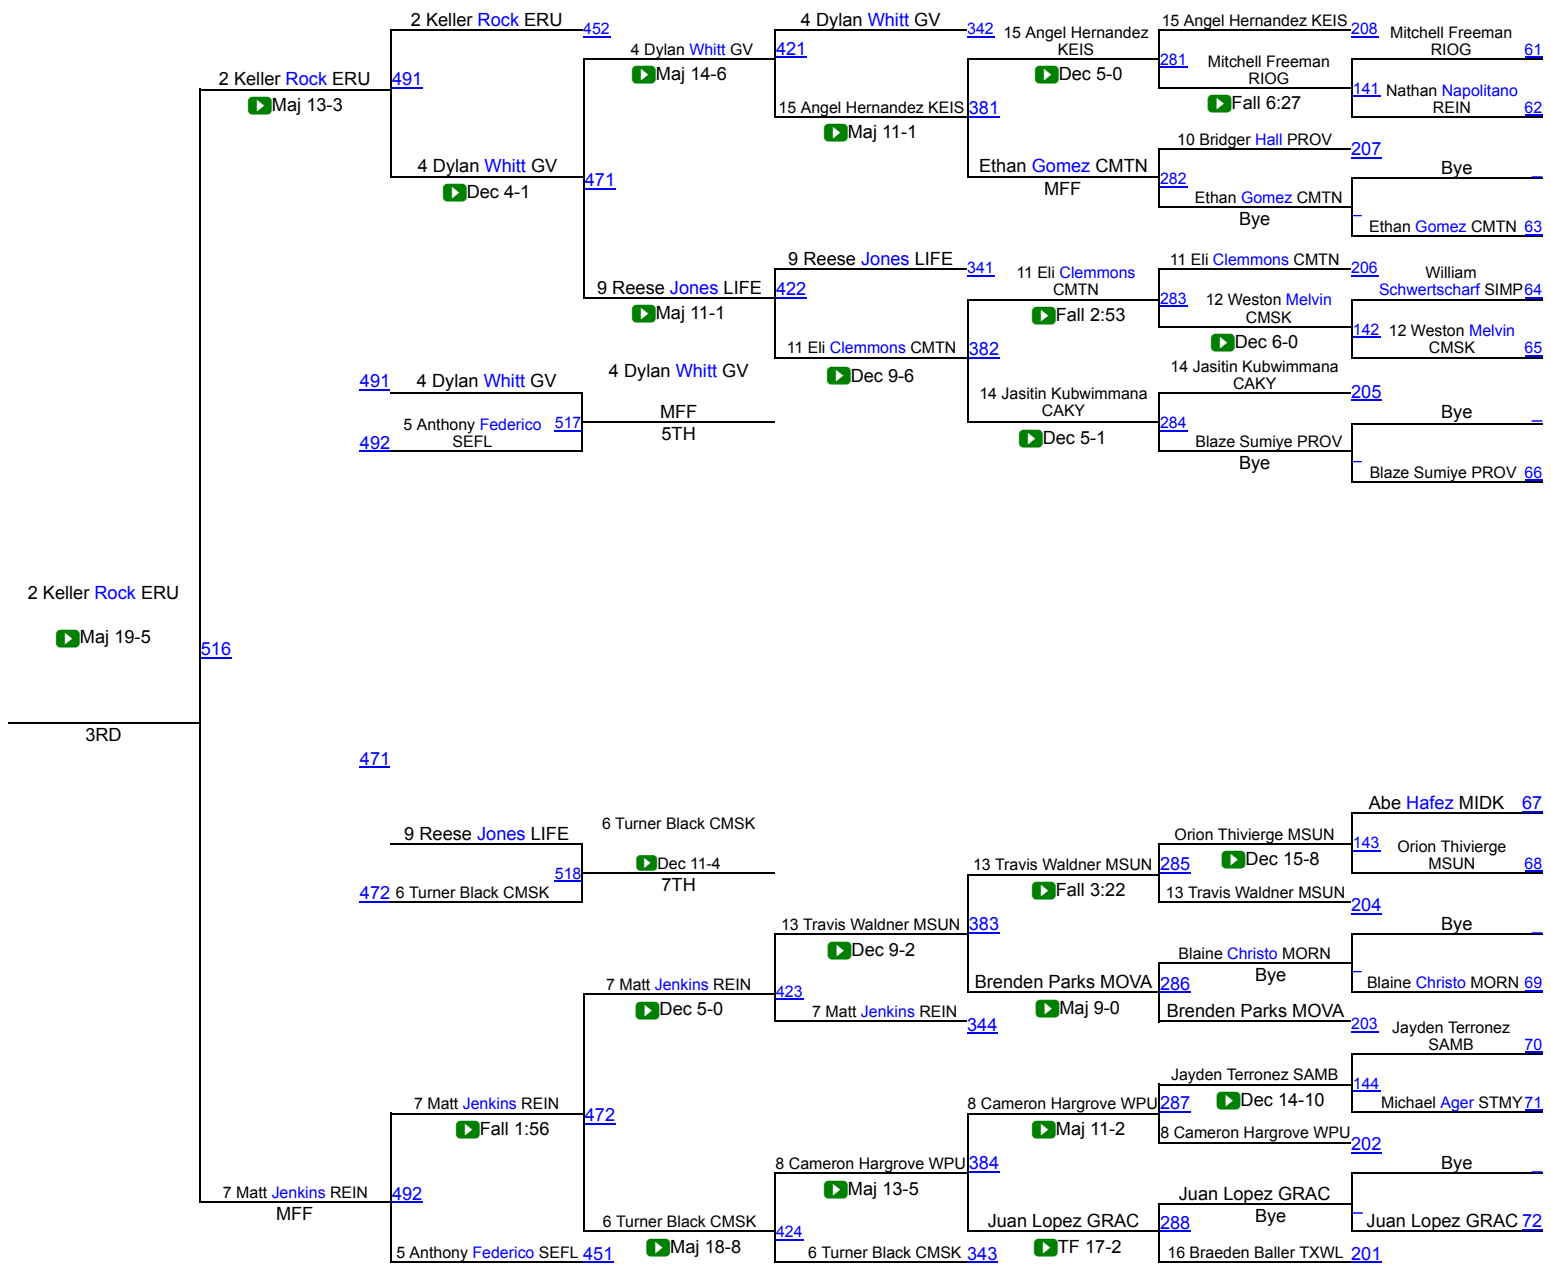 2 Keller Rock ERU
452
4 Dylan Whitt GV
342
15 Angel Hernandez
KEIS
15 Angel Hernandez KEIS
208
Mitchell Freeman
RIOG
61
4 Dylan Whitt GV
Maj 14-6
421
Dec 5-0
281
Mitchell Freeman
RIOG
Fall 6:27
141
Nathan Napolitano
REIN
62
2 Keller Rock ERU
Maj 13-3
491
15 Angel Hernandez KEIS
Maj 11-1
381
10 Bridger Hall PROV
207
Bye
4 Dylan Whitt GV
Dec 4-1
471
Ethan Gomez CMTN
MFF
282
Ethan Gomez CMTN
Bye
Ethan Gomez CMTN
63
9 Reese Jones LIFE
341
11 Eli Clemmons
CMTN
11 Eli Clemmons CMTN
206
William
Schwertscharf SIMP
64
9 Reese Jones LIFE
Maj 11-1
422
Fall 2:53
283
12 Weston Melvin
CMSK
Dec 6-0
142
12 Weston Melvin
CMSK
65
11 Eli Clemmons CMTN
Dec 9-6
382
14 Jasitin Kubwimmana
CAKY
205
491
4 Dylan Whitt GV
4 Dylan Whitt GV
14 Jasitin Kubwimmana
CAKY
Bye
492
5 Anthony Federico
SEFL
517
MFF
5TH
Dec 5-1
284
Blaze Sumiye PROV
Bye
Blaze Sumiye PROV
66
2 Keller Rock ERU
Maj 19-5
516
3RD
471
Abe Hafez MIDK
67
9 Reese Jones LIFE
6 Turner Black CMSK
Orion Thivierge MSUN
143
Orion Thivierge
MSUN
68
518
Dec 11-4
7TH
13 Travis Waldner MSUN
Fall 3:22
285
Dec 15-8
472
6 Turner Black CMSK
13 Travis Waldner MSUN
204
13 Travis Waldner MSUN
Dec 9-2
383
Bye
Blaine Christo MORN
Bye
7 Matt Jenkins REIN
Dec 5-0
423
Brenden Parks MOVA
Maj 9-0
286
Blaine Christo MORN
69
7 Matt Jenkins REIN
344
Brenden Parks MOVA
203
Jayden Terronez
SAMB
70
Jayden Terronez SAMB
144
7 Matt Jenkins REIN
Fall 1:56
472
8 Cameron Hargrove WPU
Maj 11-2
287
Dec 14-10
Michael Ager STMY
71
8 Cameron Hargrove WPU
202
8 Cameron Hargrove WPU
Maj 13-5
384
Bye
7 Matt Jenkins REIN
MFF
492
Juan Lopez GRAC
Bye
6 Turner Black CMSK
Maj 18-8
424
Juan Lopez GRAC
TF 17-2
288
Juan Lopez GRAC
72
5 Anthony Federico SEFL
451
6 Turner Black CMSK
343
16 Braeden Baller TXWL
201